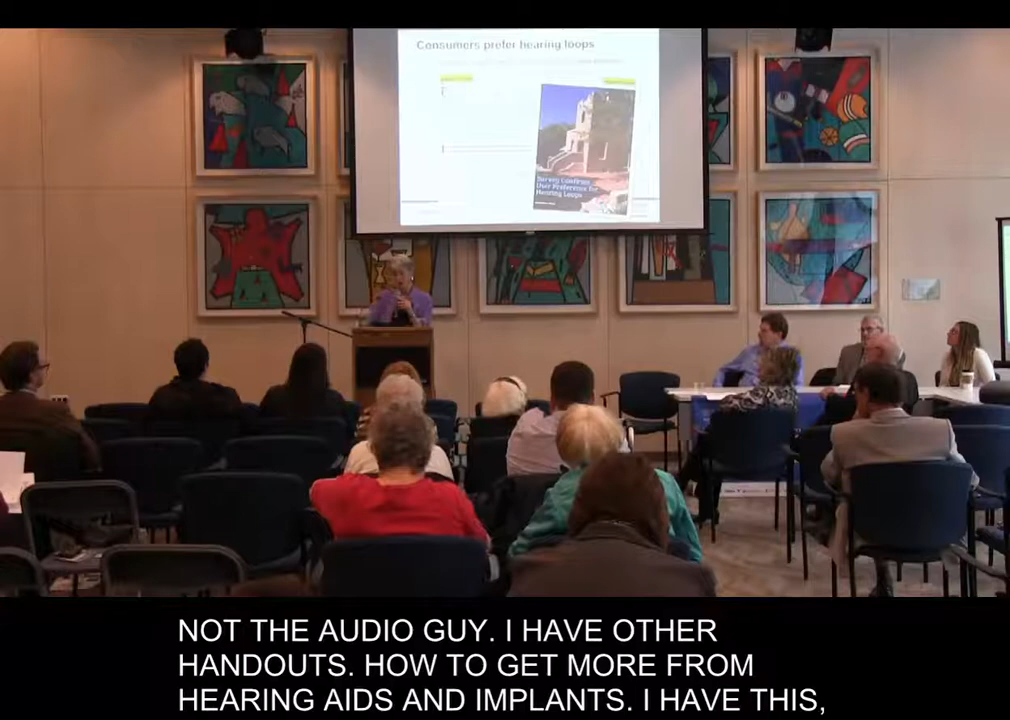 Consumers prefer hearing loops
Survey Confirms
User Preference for
Hearing Loops
NOT THE AUDIO GUY. I HAVE OTHER
HANDOUTS. HOW TO GET MORE FROM
HEARING AIDS AND IMPLANTS. I HAVE THIS,